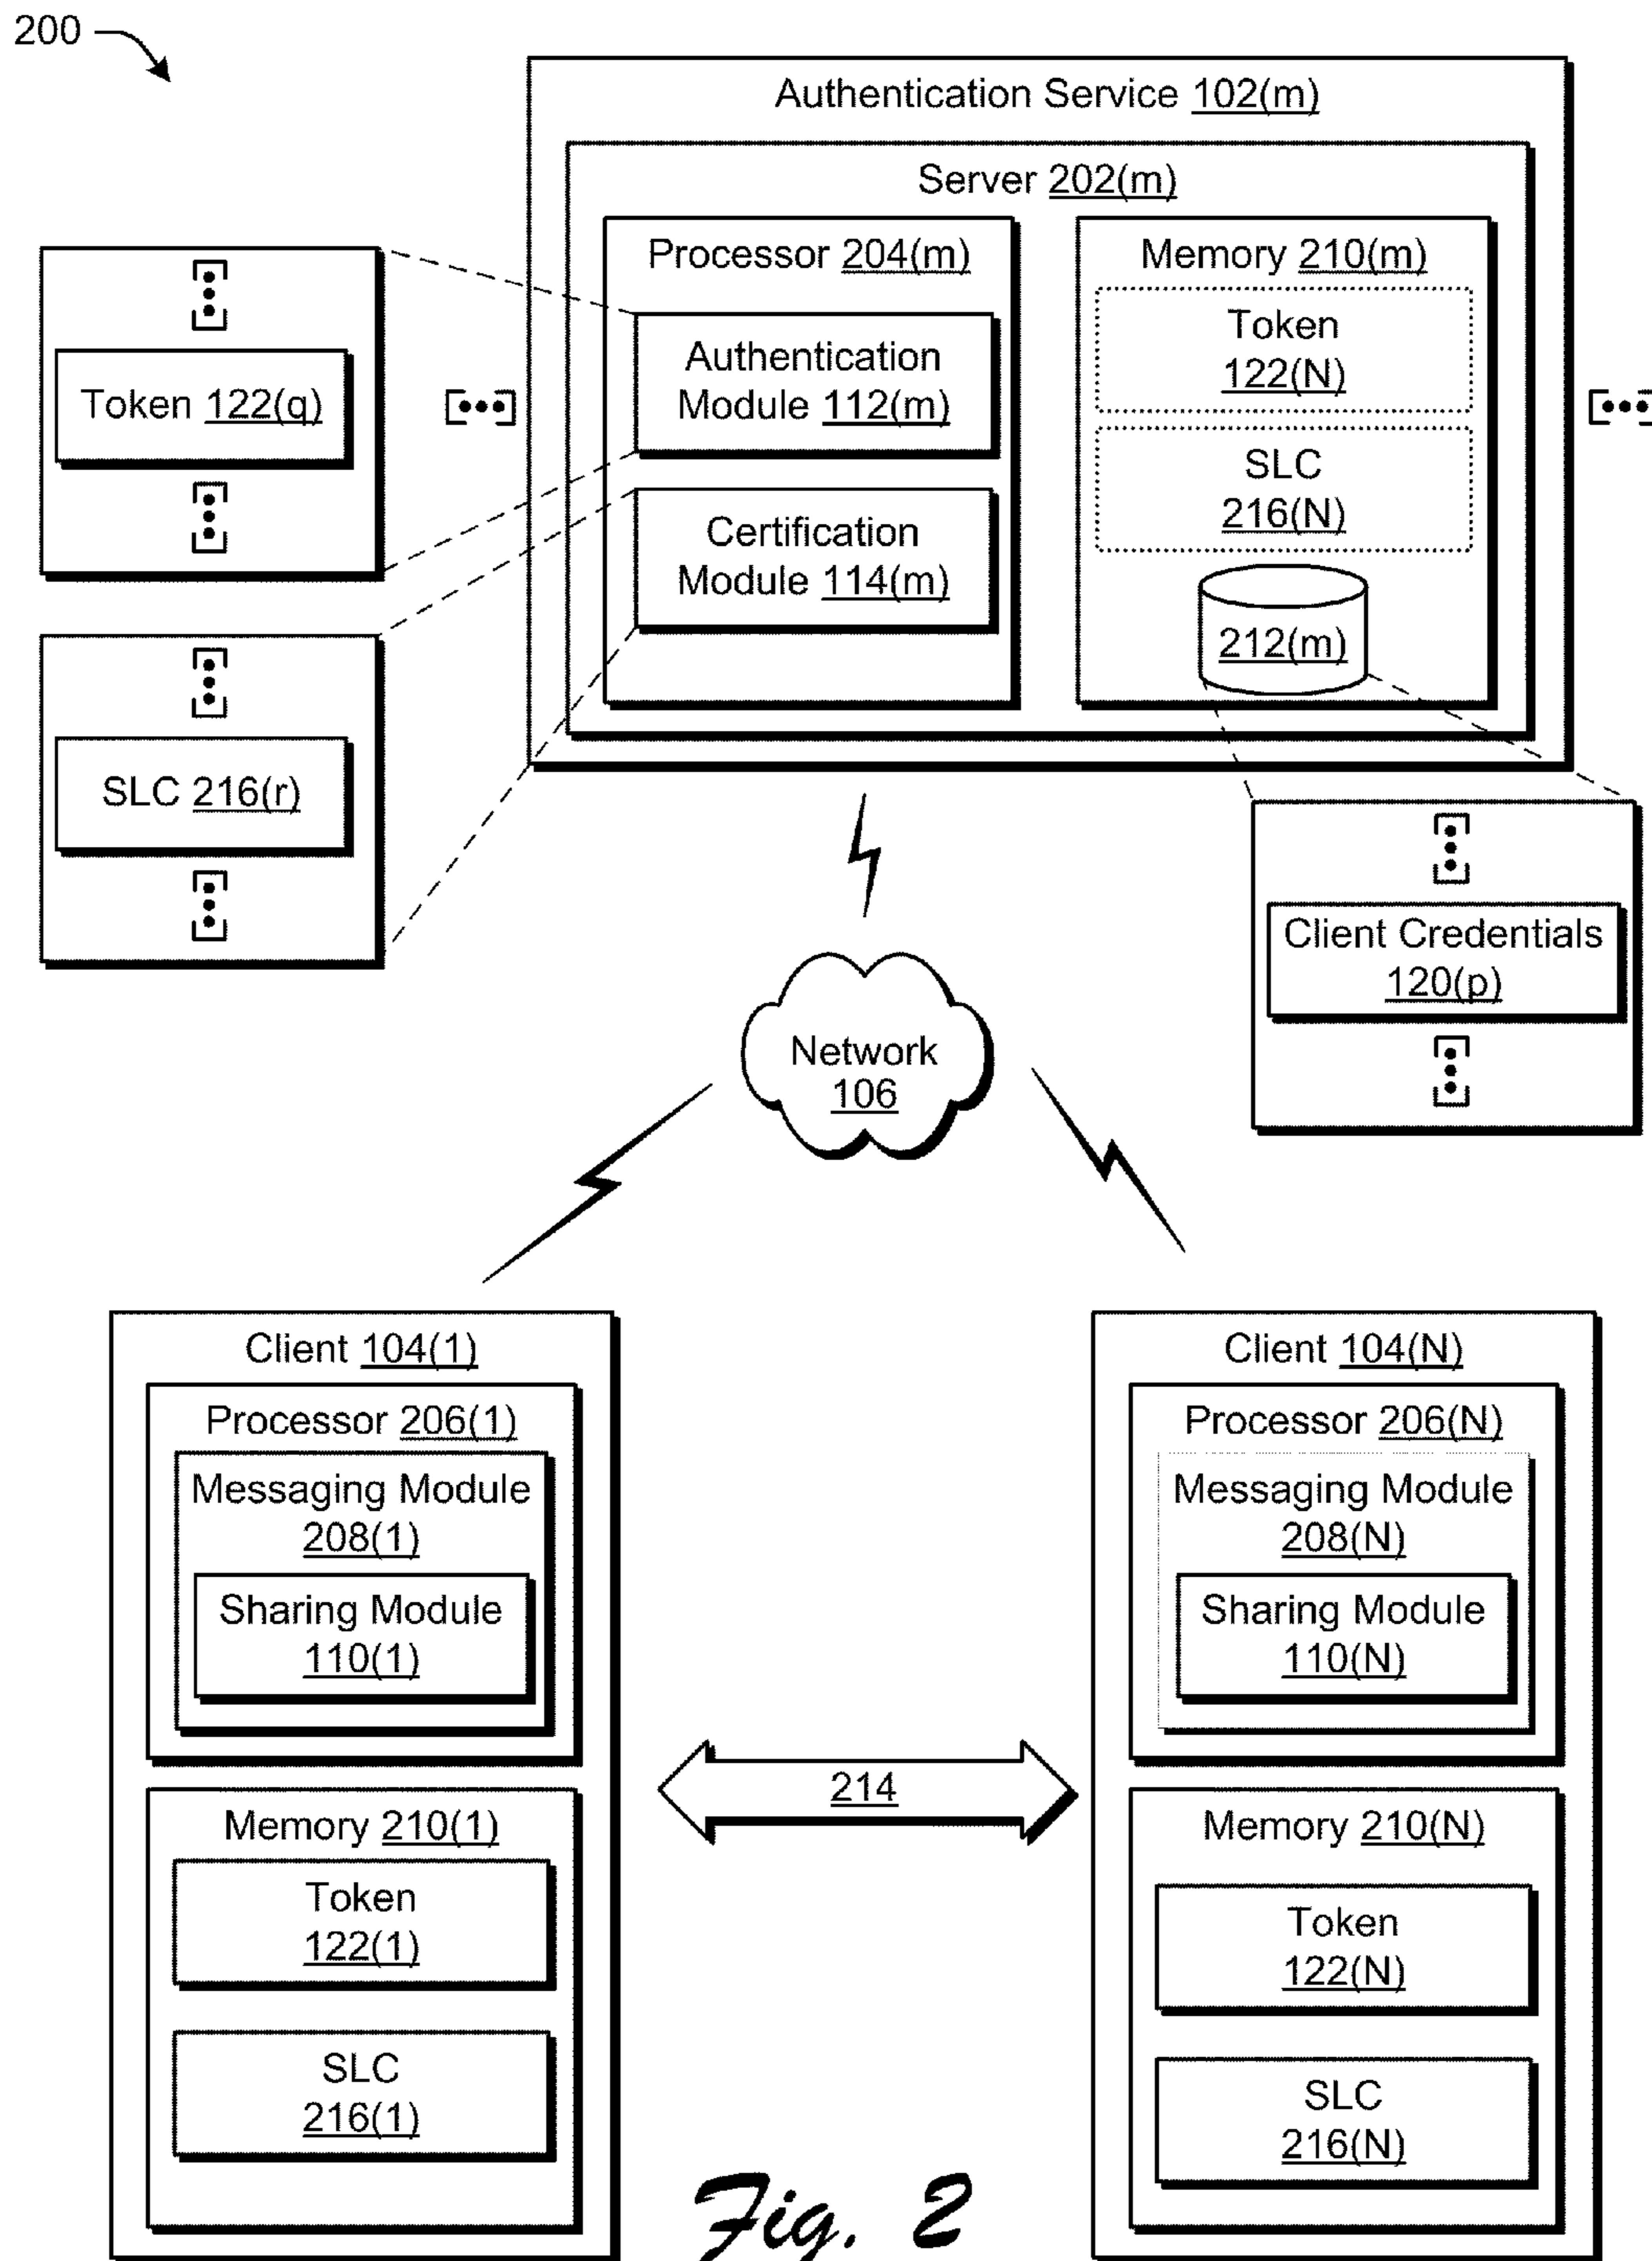 200
Authentication Service 102(m)
Server 202(m)
Processor 204(m)
Authentication
Module 112(m)
Certification
Module 114(m)
Memory 210(m)
Token
122(N)
SLC
216(N)
212(m)
Token 122(q)
SLC 216(r)
Client Credentials
120(p)
Network
106
Client 104(1)
Processor 206(1)
Messaging Module
208(1)
Sharing Module
110(1)
Memory 210(1)
Token
122(1)
SLC
216(1)
214
Client 104(N)
Processor 206(N)
Messaging Module
208(N)
Sharing Module
110(N)
Memory 210(N)
Token
122(N)
SLC
216(N)
Fig. 2